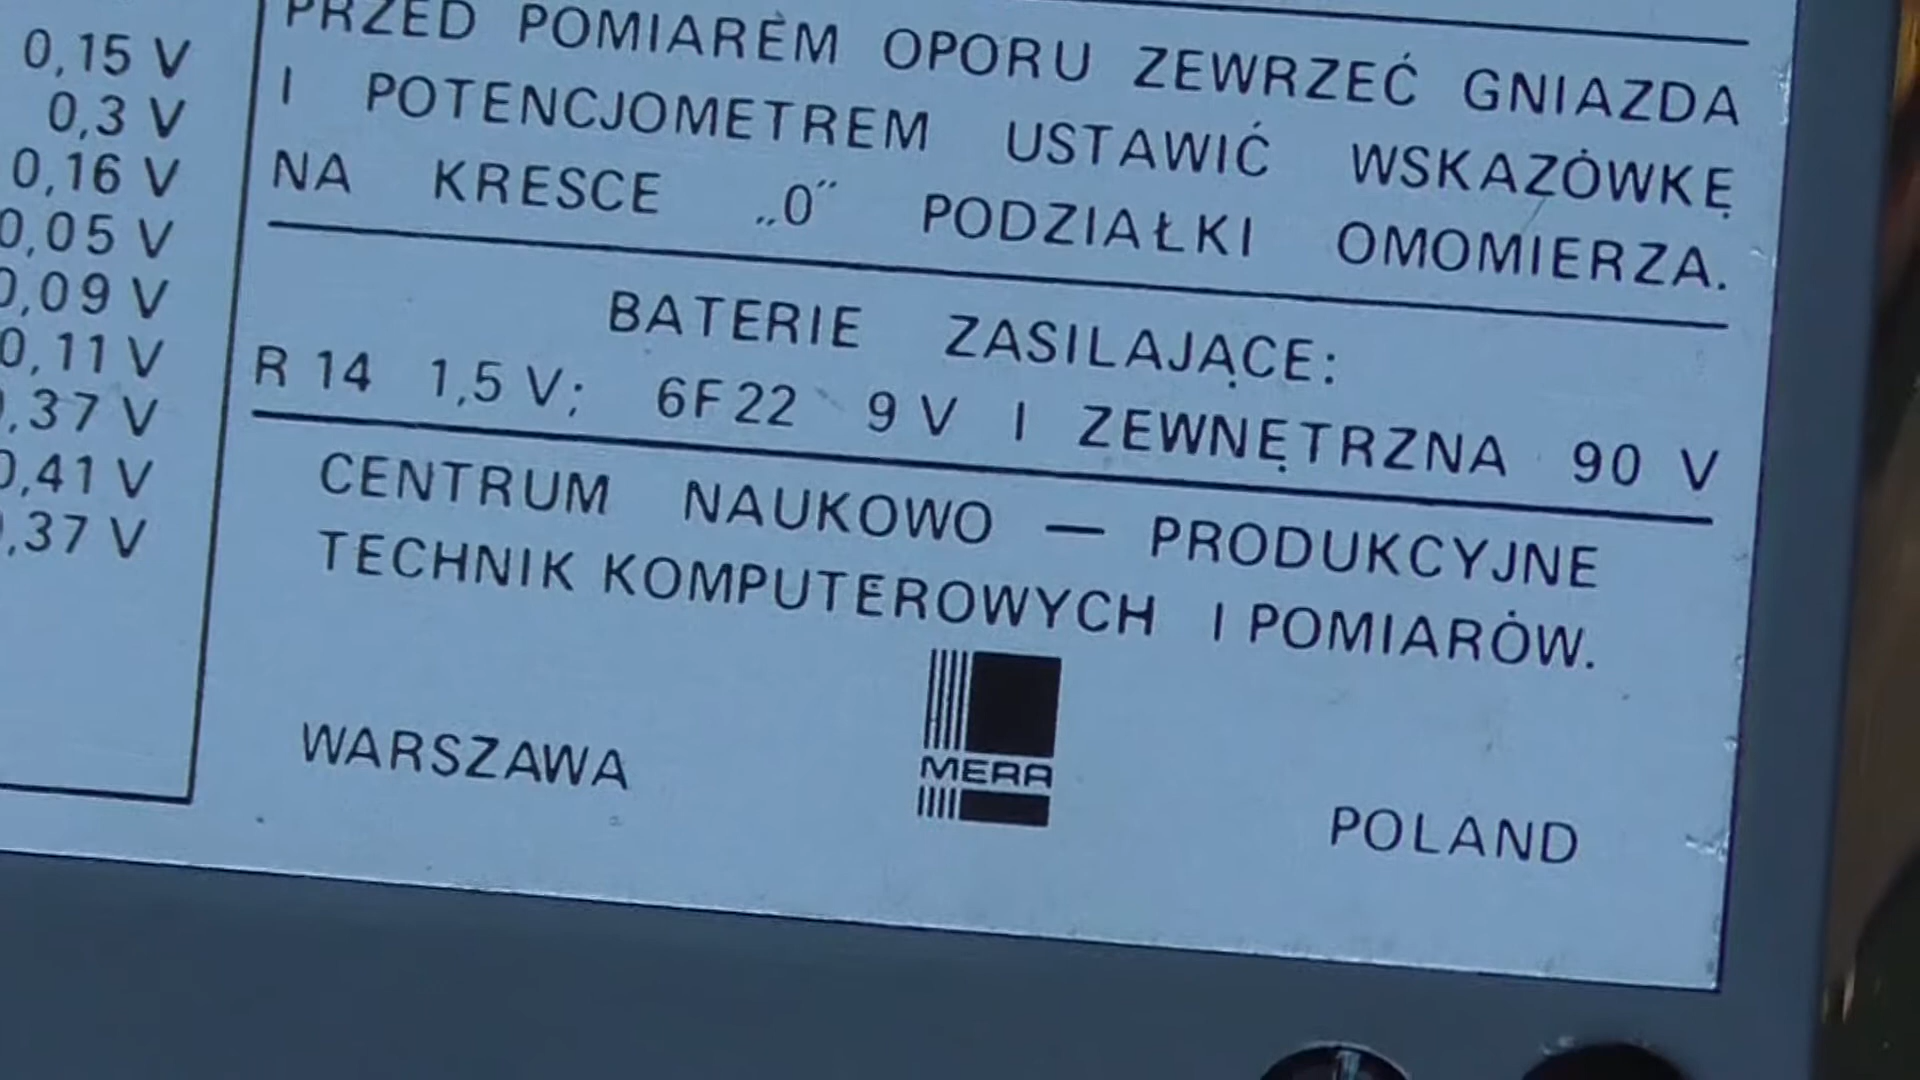 0,15 V
0,3 V
0,16 V
0,05 V
0,09 V
0,11 V
,37 V
0,41 V
,37 V
PRZED POMIAREM OPORU ZEWRZEĆ GNIAZDA
I POTENCJOMETREM USTAWIĆ WSKAZÓWKĘ
NA KRESCE „0” PODZIAŁKI OMOMIERZA.
BATERIE ZASILAJĄCE:
R 14 1,5 V; 6F22 9 V I ZEWNĘTRZNA 90 V
CENTRUM NAUKOWO — PRODUKCYJNE
TECHNIK KOMPUTEROWYCH I POMIARÓW.
MERA
WARSZAWA
POLAND